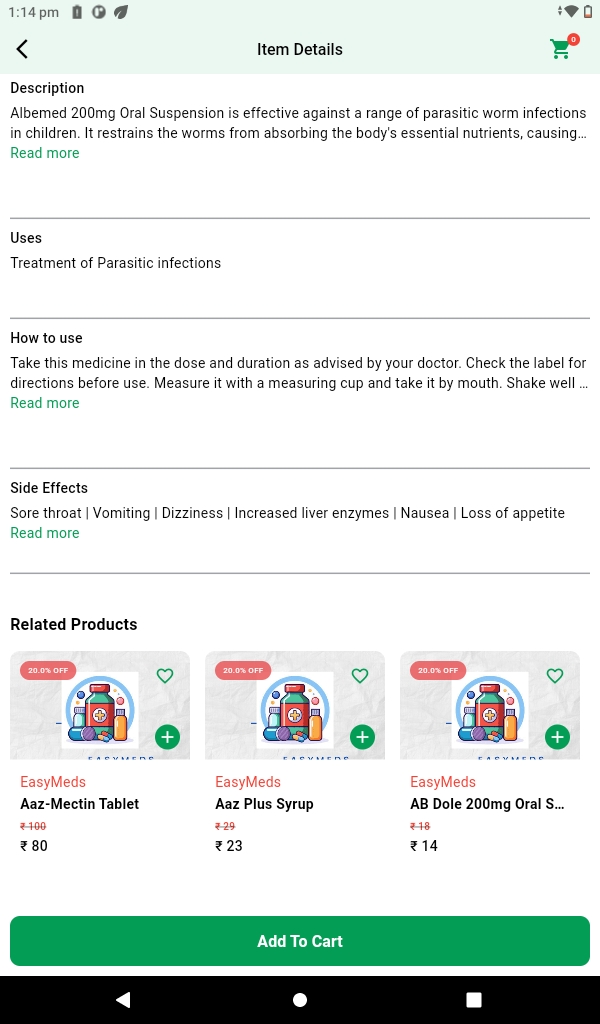 1:14 pm
Item Details
0
Description
Albemed 200mg Oral Suspension is effective against a range of parasitic worm infections
in children. It restrains the worms from absorbing the body's essential nutrients, causing…
Read more
Uses
Treatment of Parasitic infections
How to use
Take this medicine in the dose and duration as advised by your doctor. Check the label for
directions before use. Measure it with a measuring cup and take it by mouth. Shake well …
Read more
Side Effects
Sore throat | Vomiting | Dizziness | Increased liver enzymes | Nausea | Loss of appetite
Read more
Related Products
20.0% OFF 20.0% OFF 20.0% OFF
EASYMEDS EASYMEDS EASYMEDS
EasyMeds EasyMeds EasyMeds
Aaz-Mectin Tablet Aaz Plus Syrup AB Dole 200mg Oral S…
₹ 100 ₹ 29 ₹ 18
₹ 80 ₹ 23 ₹ 14
Add To Cart